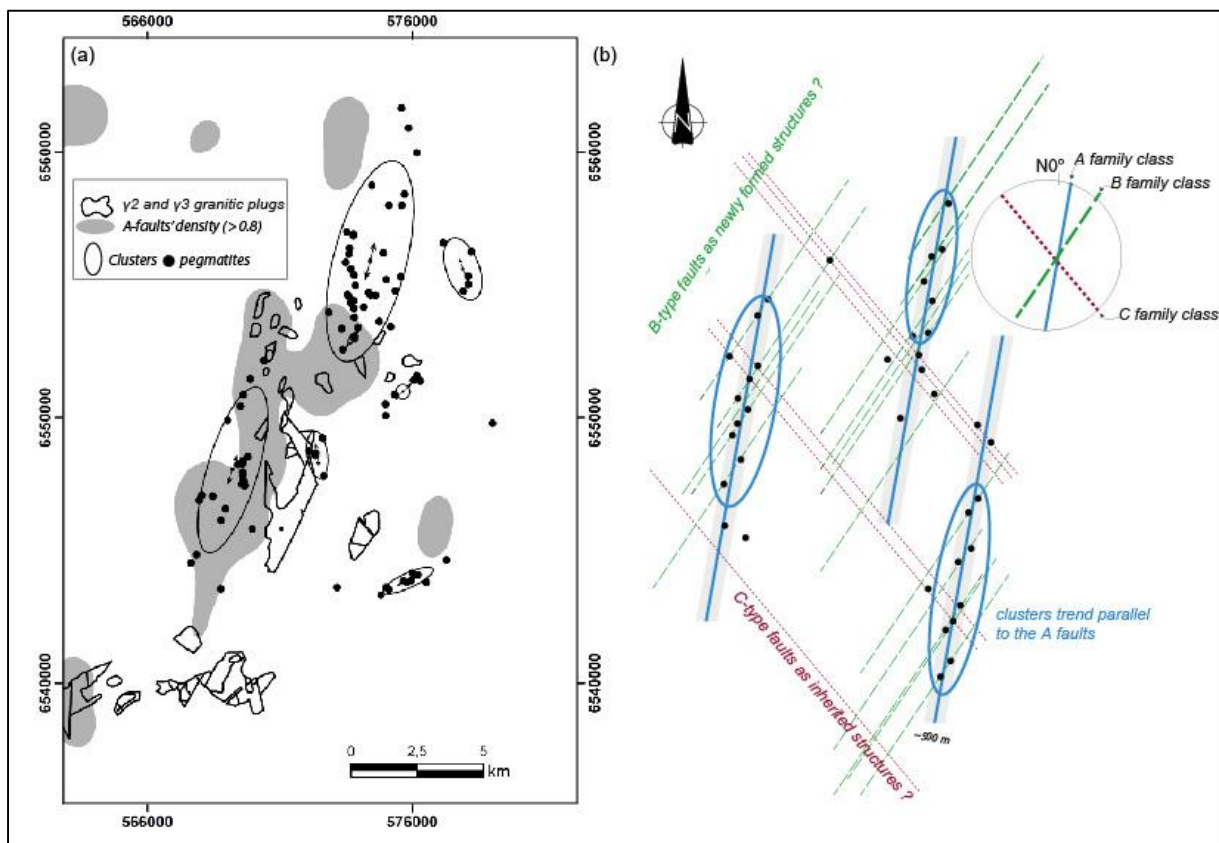 566000
576000
(a)
6560000
6550000
6540000
γ2 and γ3 granitic plugs
A-faults' density (>0.8)
Clusters
pegmatites
6560000
6550000
6540000
0
2,5
5
km
566000
576000
(b)
N
B-type faults as newly formed structures ?
N0°
A family class
B family class
C family class
clusters trend parallel
to the A faults
C-type faults as inherited structures ?
~500 m